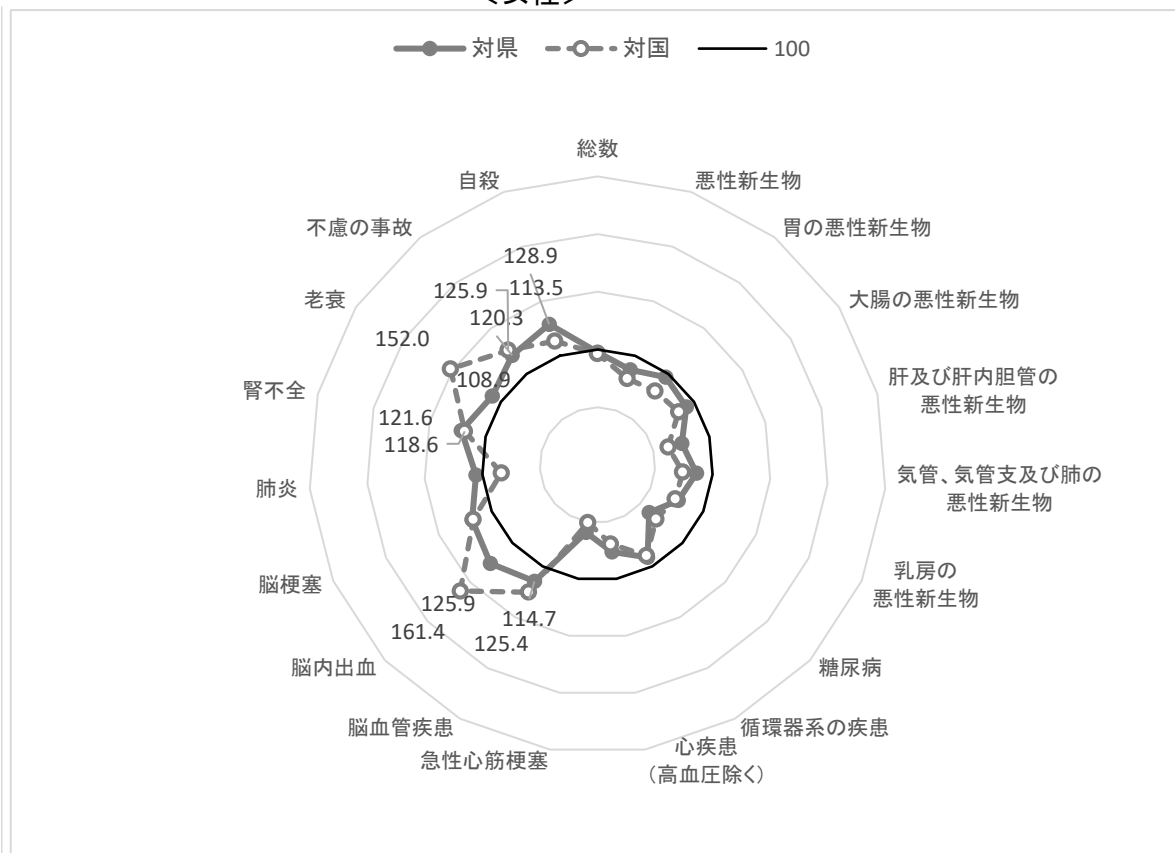 <女性>
対県 対国 100
総数
悪性新生物
胃の悪性新生物
大腸の悪性新生物
肝及び肝内胆管の
悪性新生物
気管、気管支及び肺の
悪性新生物
乳房の
悪性新生物
糖尿病
循環器系の疾患
心疾患
(高血圧除く)
急性心筋梗塞
脳血管疾患
脳内出血
脳梗塞
肺炎
腎不全
老衰
不慮の事故
自殺
128.9
113.5
125.9
120.3
152.0
108.9
121.6
118.6
125.9
161.4
114.7
125.4